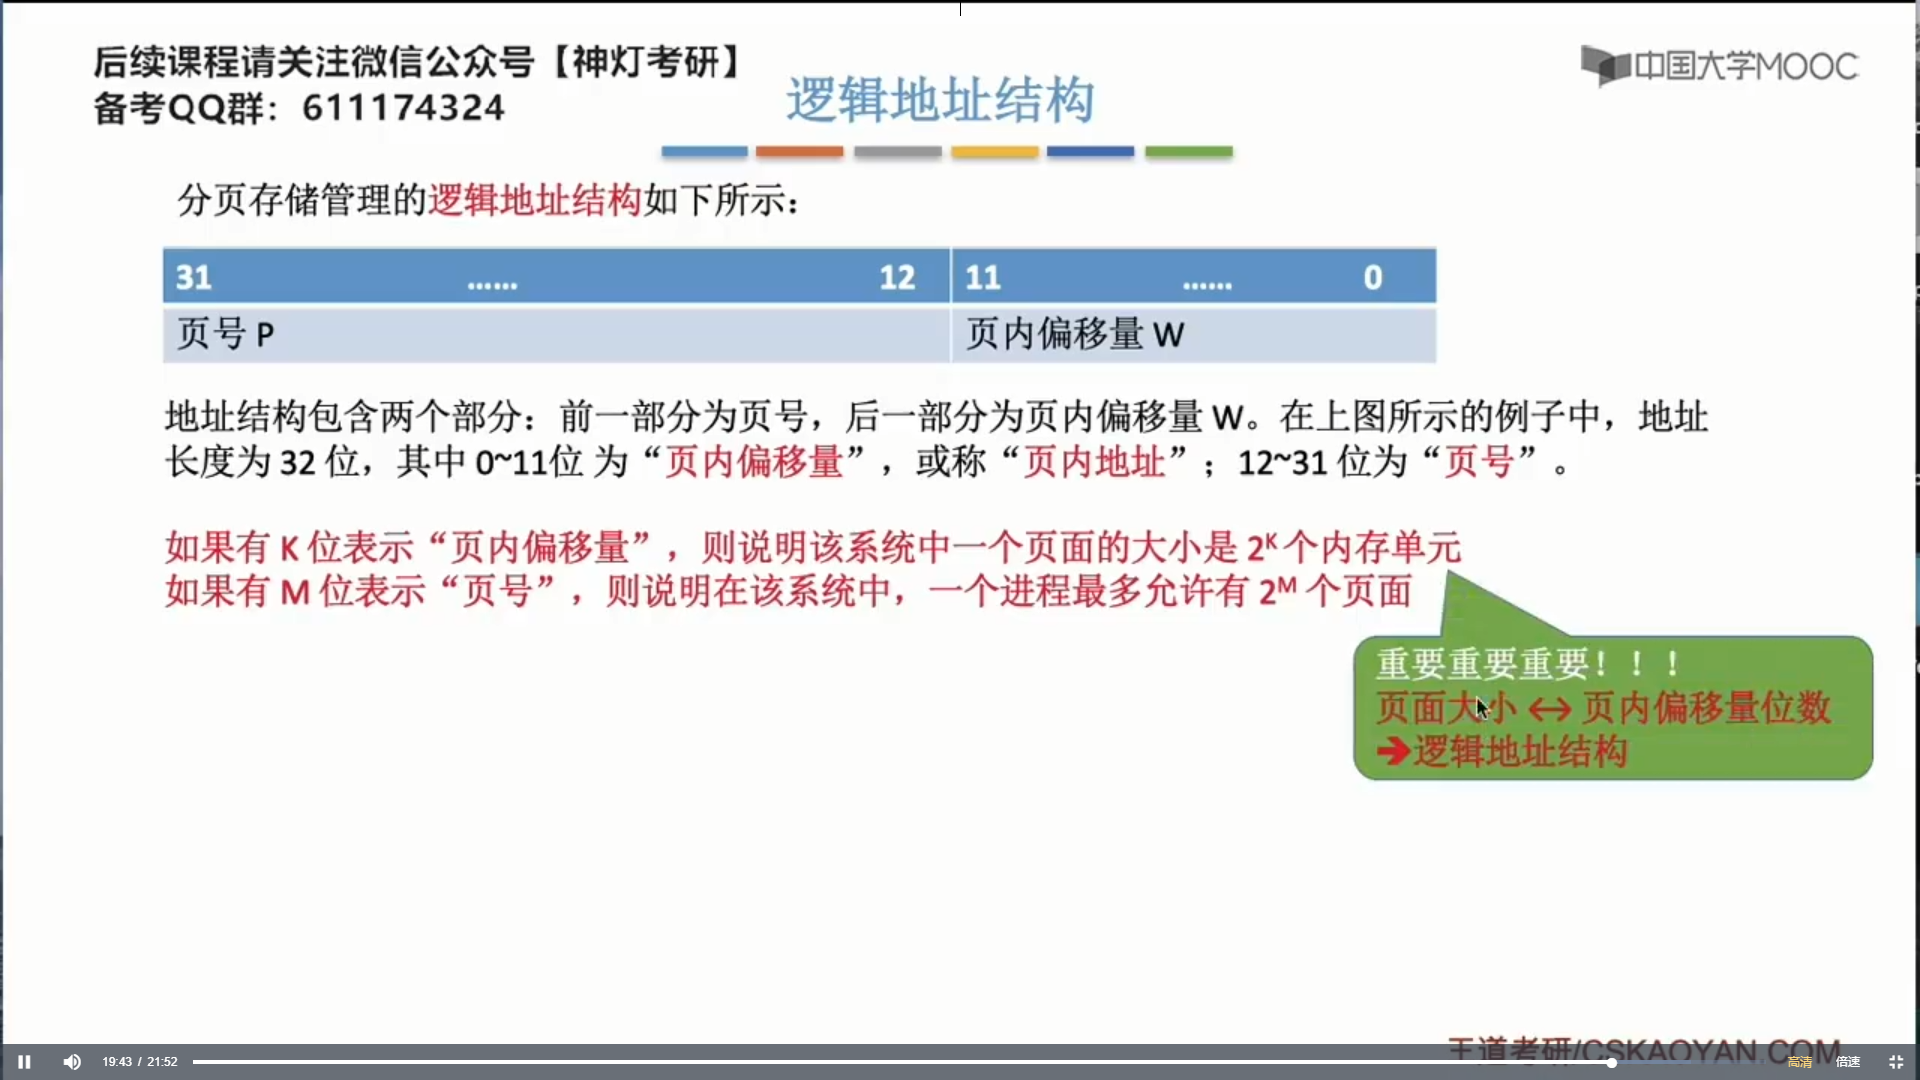 后续课程请关注微信公众号【神灯考研】
备考QQ群：611174324
中国大学MOOC
逻辑地址结构
分页存储管理的逻辑地址结构如下所示：
31 …… 12 11 …… 0
页号 P 页内偏移量 W
地址结构包含两个部分：前一部分为页号，后一部分为页内偏移量 W。在上图所示的例子中，地址
长度为 32 位，其中 0~11位 为“页内偏移量”，或称“页内地址”；12~31 位为“页号”。
如果有 K 位表示“页内偏移量”，则说明该系统中一个页面的大小是 2ᴷ 个内存单元
如果有 M 位表示“页号”，则说明在该系统中，一个进程最多允许有 2ᴹ 个页面
重要重要重要！！！
页面大小 ↔ 页内偏移量位数
➔逻辑地址结构
王道考研/CSKAOYAN.COM
19:43 / 21:52
高清 倍速